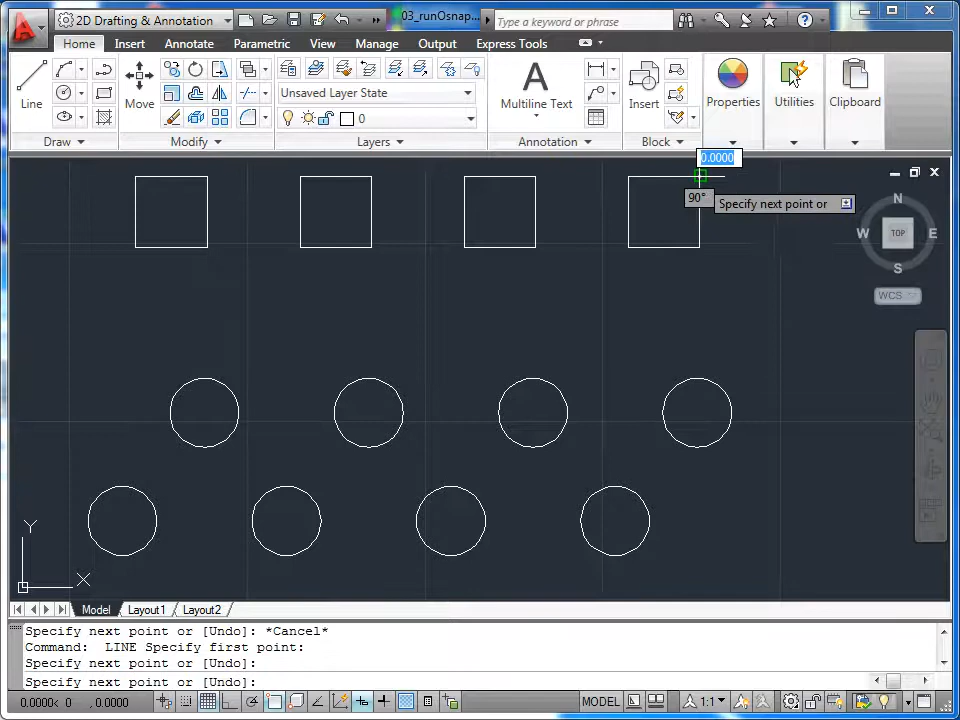 2D Drafting & Annotation
03_runOsnap...
Type a keyword or phrase
Home Insert Annotate Parametric View Manage Output Express Tools
Line
Move
Unsaved Layer State
0
Multiline Text
Insert
Properties
Utilities
Clipboard
Draw
Modify
Layers
Annotation
Block
0.0000
90°
Specify next point or
N
W
TOP
E
S
WCS
Y
X
Model Layout1 Layout2
Specify next point or [Undo]: *Cancel*
Command: LINE Specify first point:
Specify next point or [Undo]:
Specify next point or [Undo]:
0.0000< 0 , 0.0000
MODEL
1:1